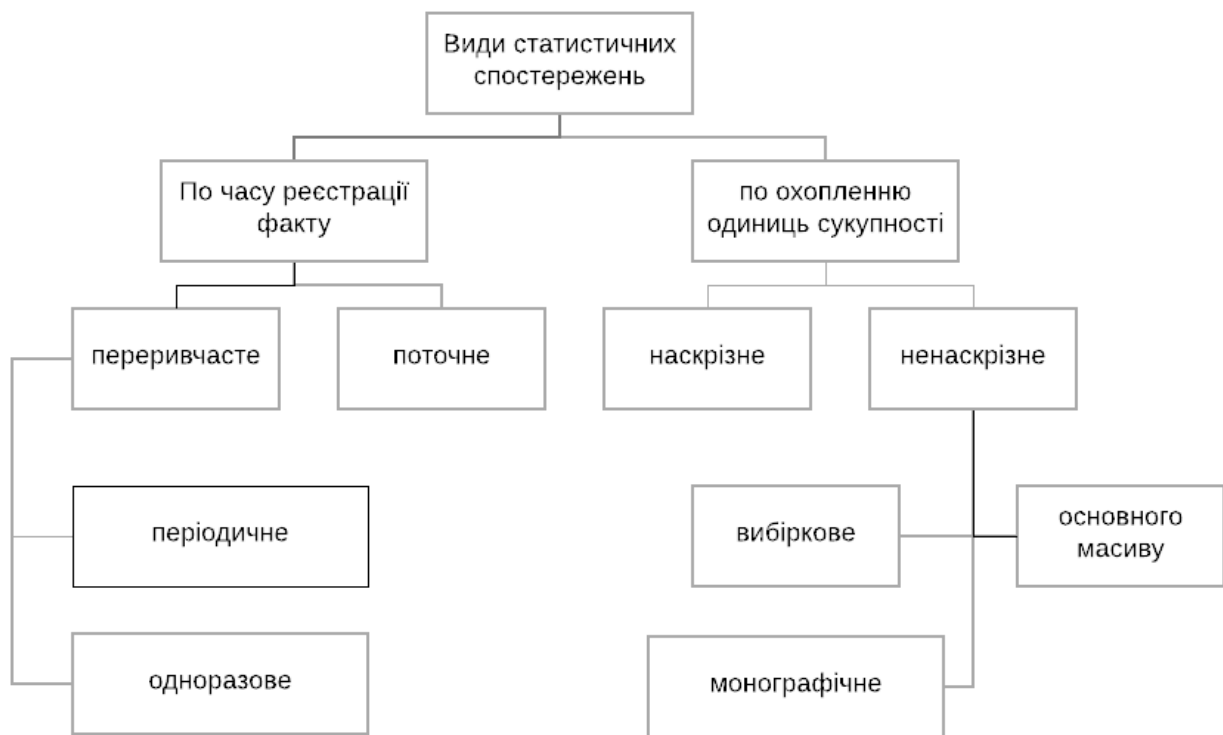 Види статистичних
спостережень
По часу реєстрації
факту
по охопленню
одиниць сукупності
переривчасте
поточне
наскрізне
ненаскрізне
періодичне
вибіркове
основного
масиву
одноразове
монографічне